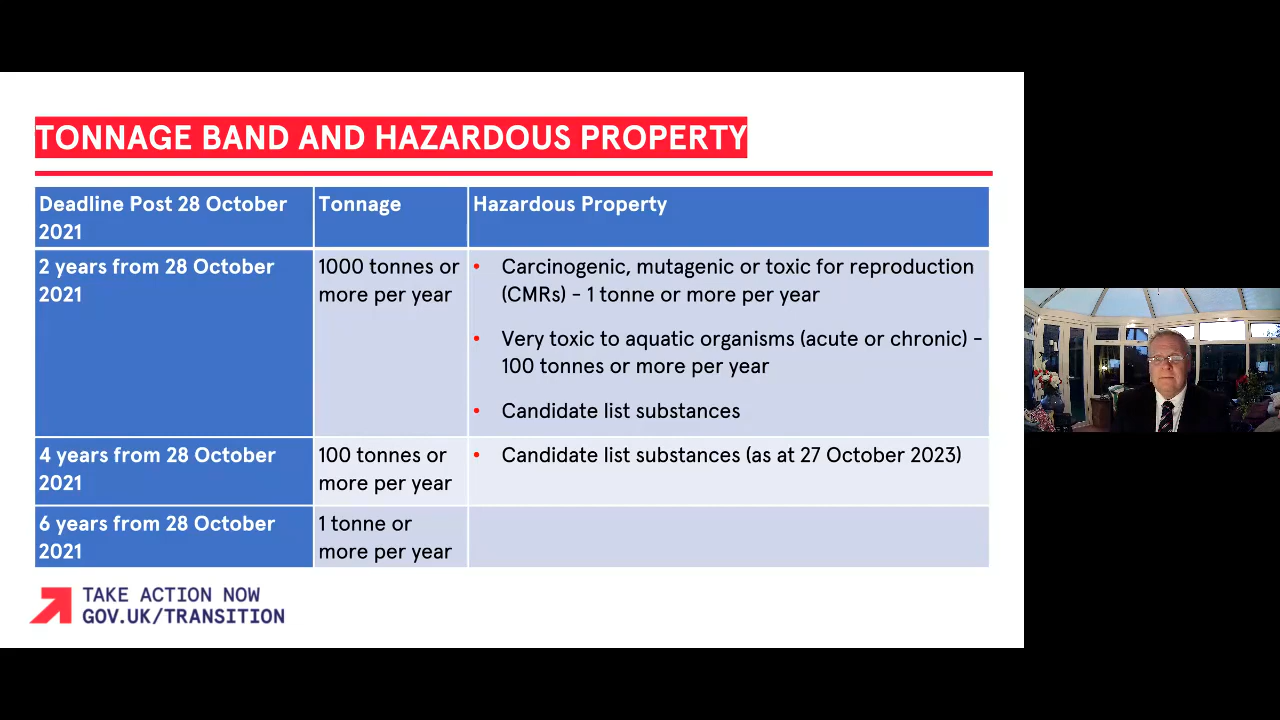 TONNAGE BAND AND HAZARDOUS PROPERTY
Deadline Post 28 October
2021
Tonnage
Hazardous Property
2 years from 28 October
2021
1000 tonnes or
more per year
• Carcinogenic, mutagenic or toxic for reproduction
(CMRs) - 1 tonne or more per year
• Very toxic to aquatic organisms (acute or chronic) -
100 tonnes or more per year
• Candidate list substances
4 years from 28 October
2021
100 tonnes or
more per year
• Candidate list substances (as at 27 October 2023)
6 years from 28 October
2021
1 tonne or
more per year
TAKE ACTION NOW
GOV.UK/TRANSITION